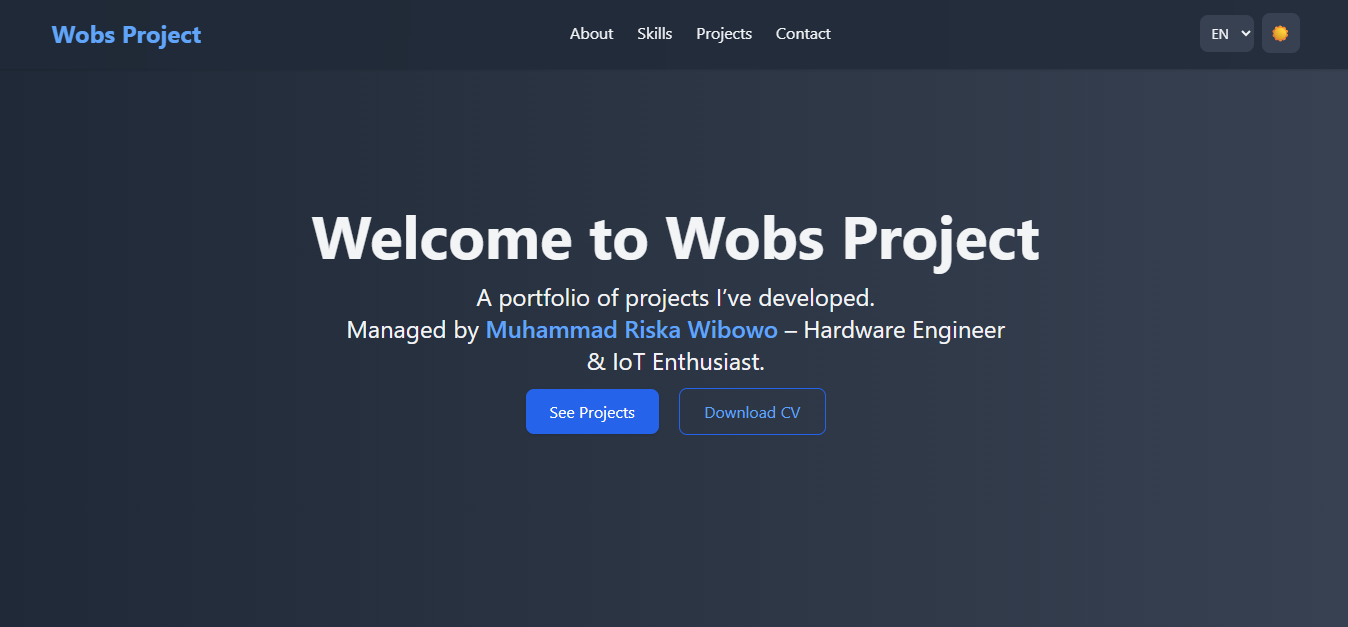 Wobs Project
About Skills Projects Contact
EN
Welcome to Wobs Project
A portfolio of projects I’ve developed.
Managed by Muhammad Riska Wibowo – Hardware Engineer
& IoT Enthusiast.
See Projects Download CV